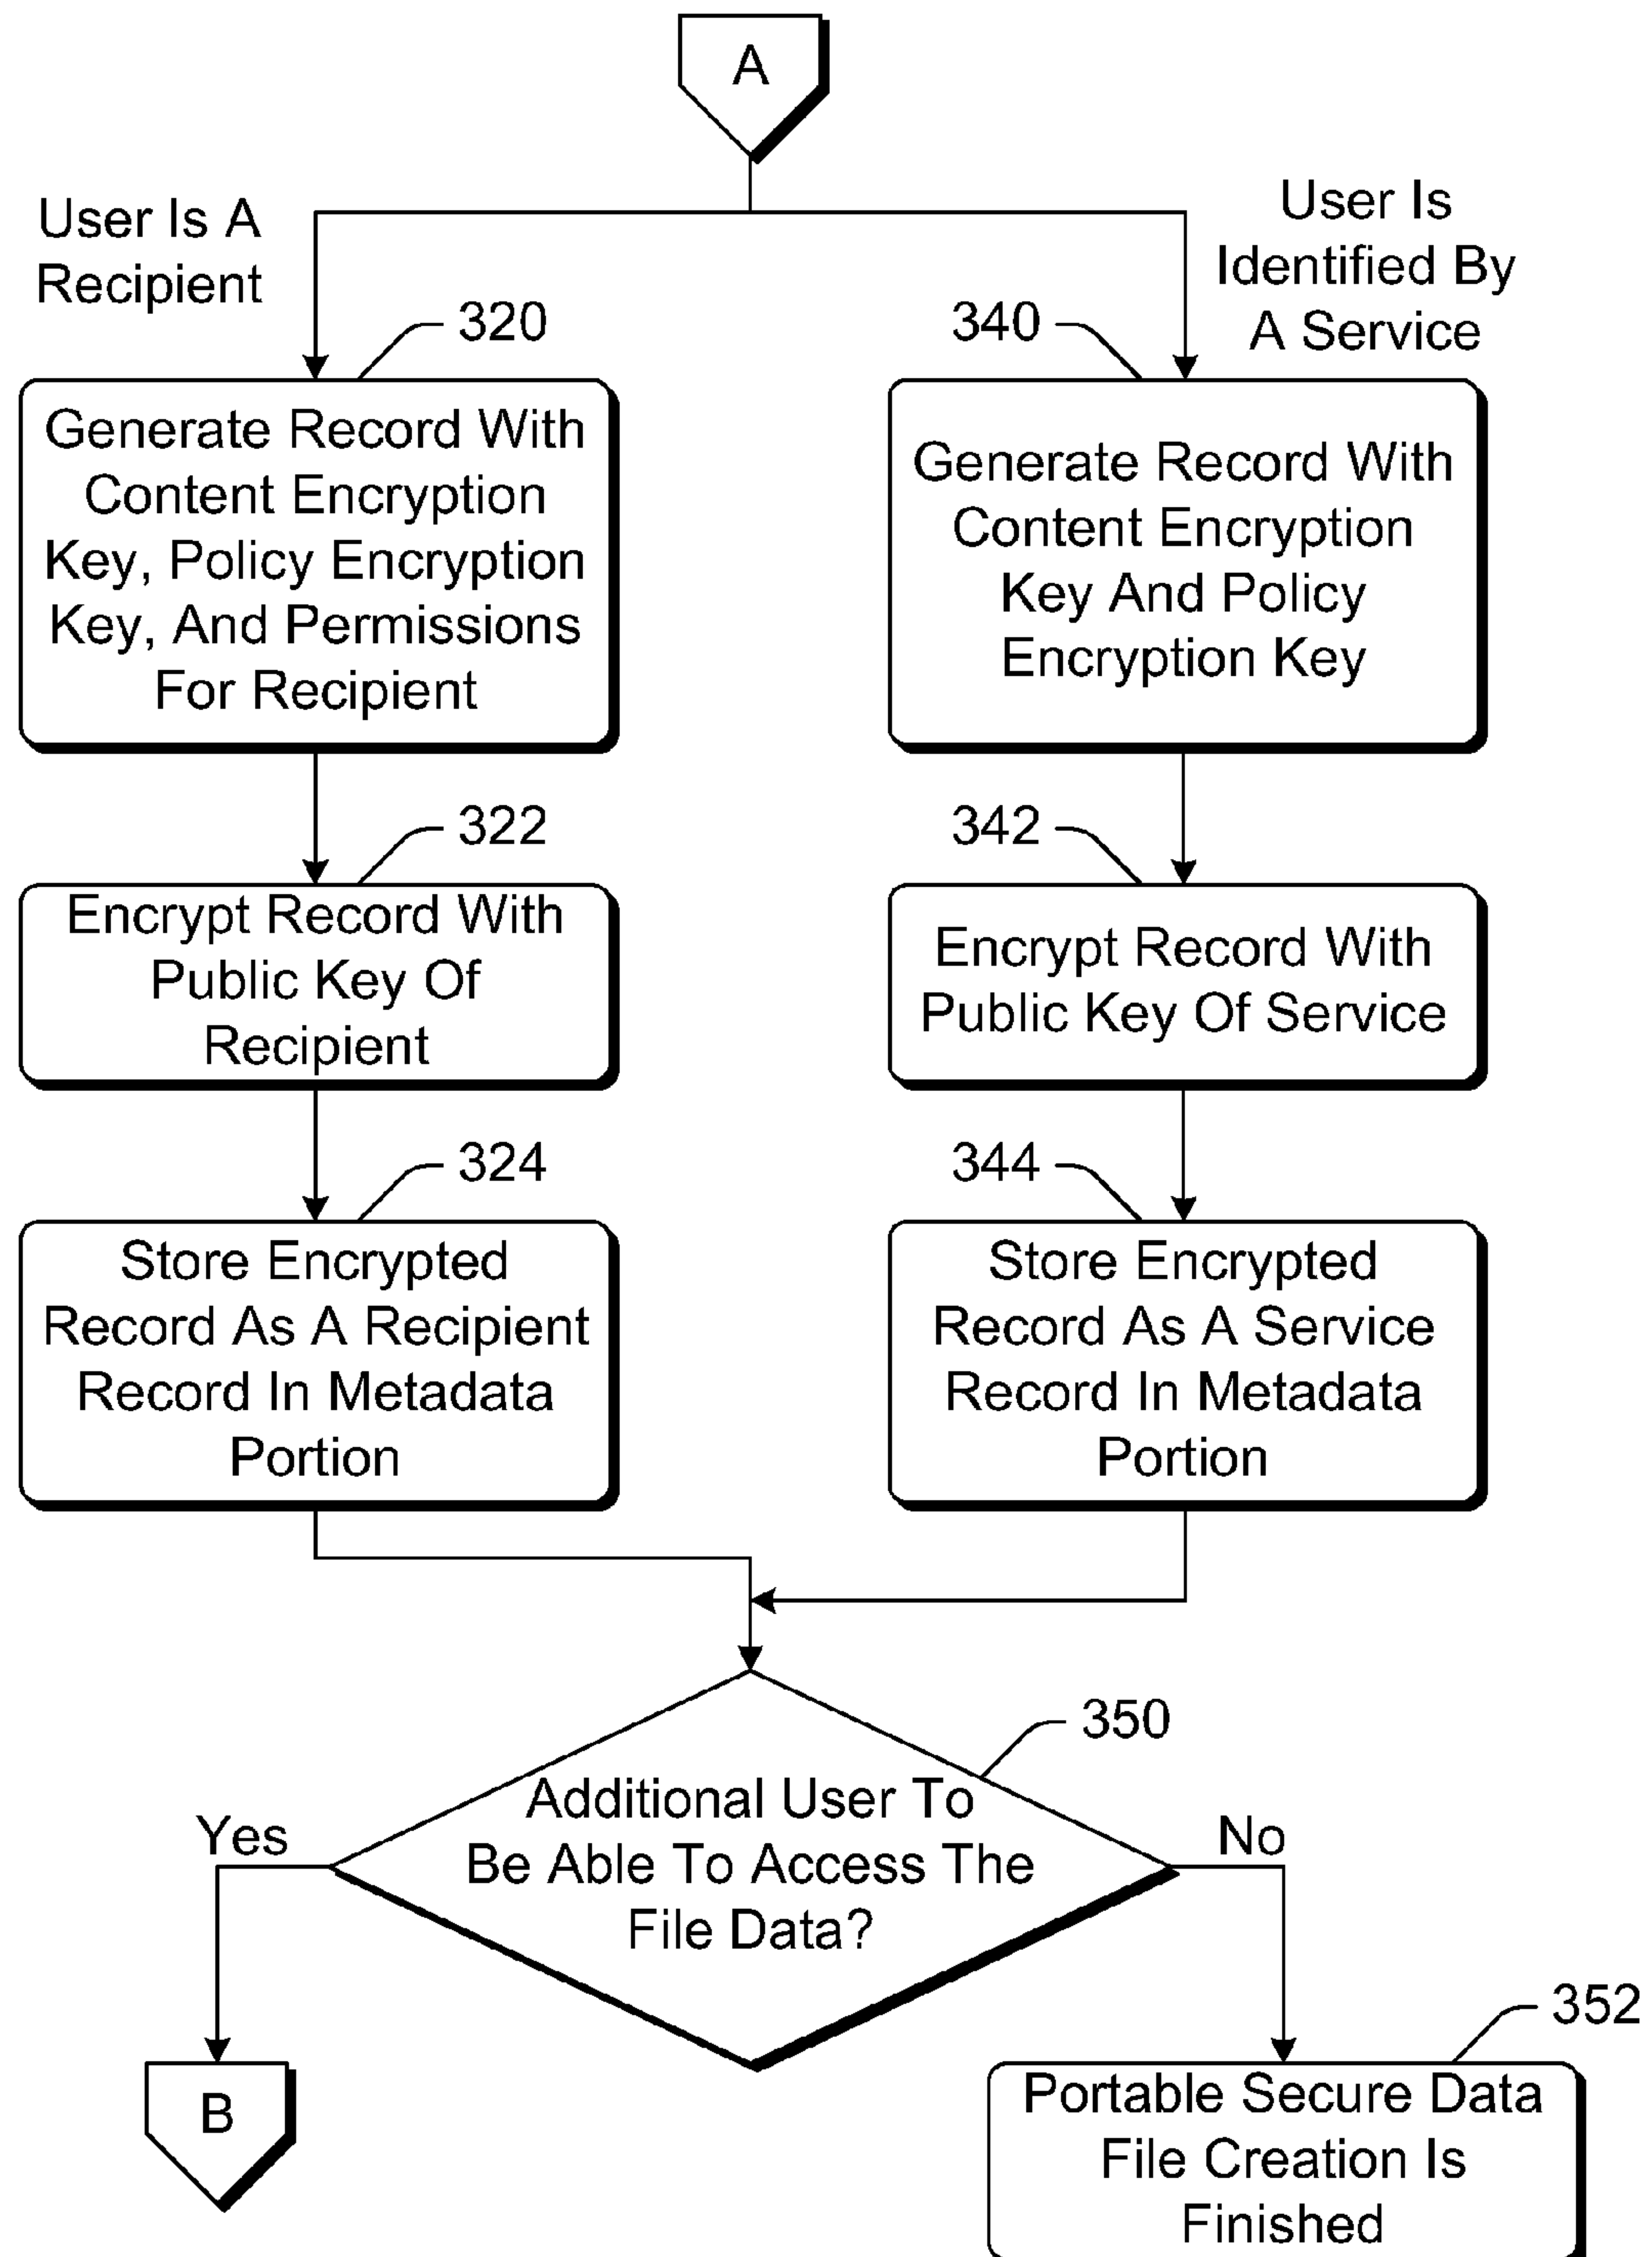 A
User Is A
Recipient
User Is
Identified By
A Service
320
340
Generate Record With
Content Encryption
Key, Policy Encryption
Key, And Permissions
For Recipient
Generate Record With
Content Encryption
Key And Policy
Encryption Key
322
342
Encrypt Record With
Public Key Of
Recipient
Encrypt Record With
Public Key Of Service
324
344
Store Encrypted
Record As A Recipient
Record In Metadata
Portion
Store Encrypted
Record As A Service
Record In Metadata
Portion
350
Additional User To
Be Able To Access The
File Data?
Yes
No
B
352
Portable Secure Data
File Creation Is
Finished